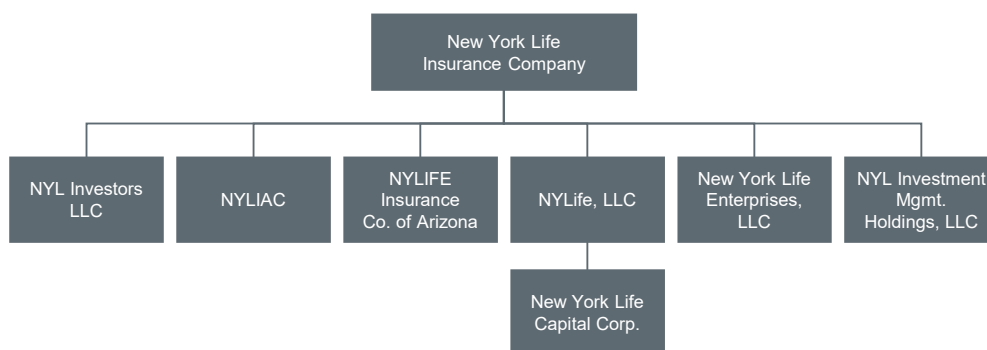 New York Life
Insurance Company
NYL Investors
LLC
NYLIAC
NYLIFE
Insurance
Co. of Arizona
NYLife, LLC
New York Life
Enterprises,
LLC
NYL Investment
Mgmt.
Holdings, LLC
New York Life
Capital Corp.